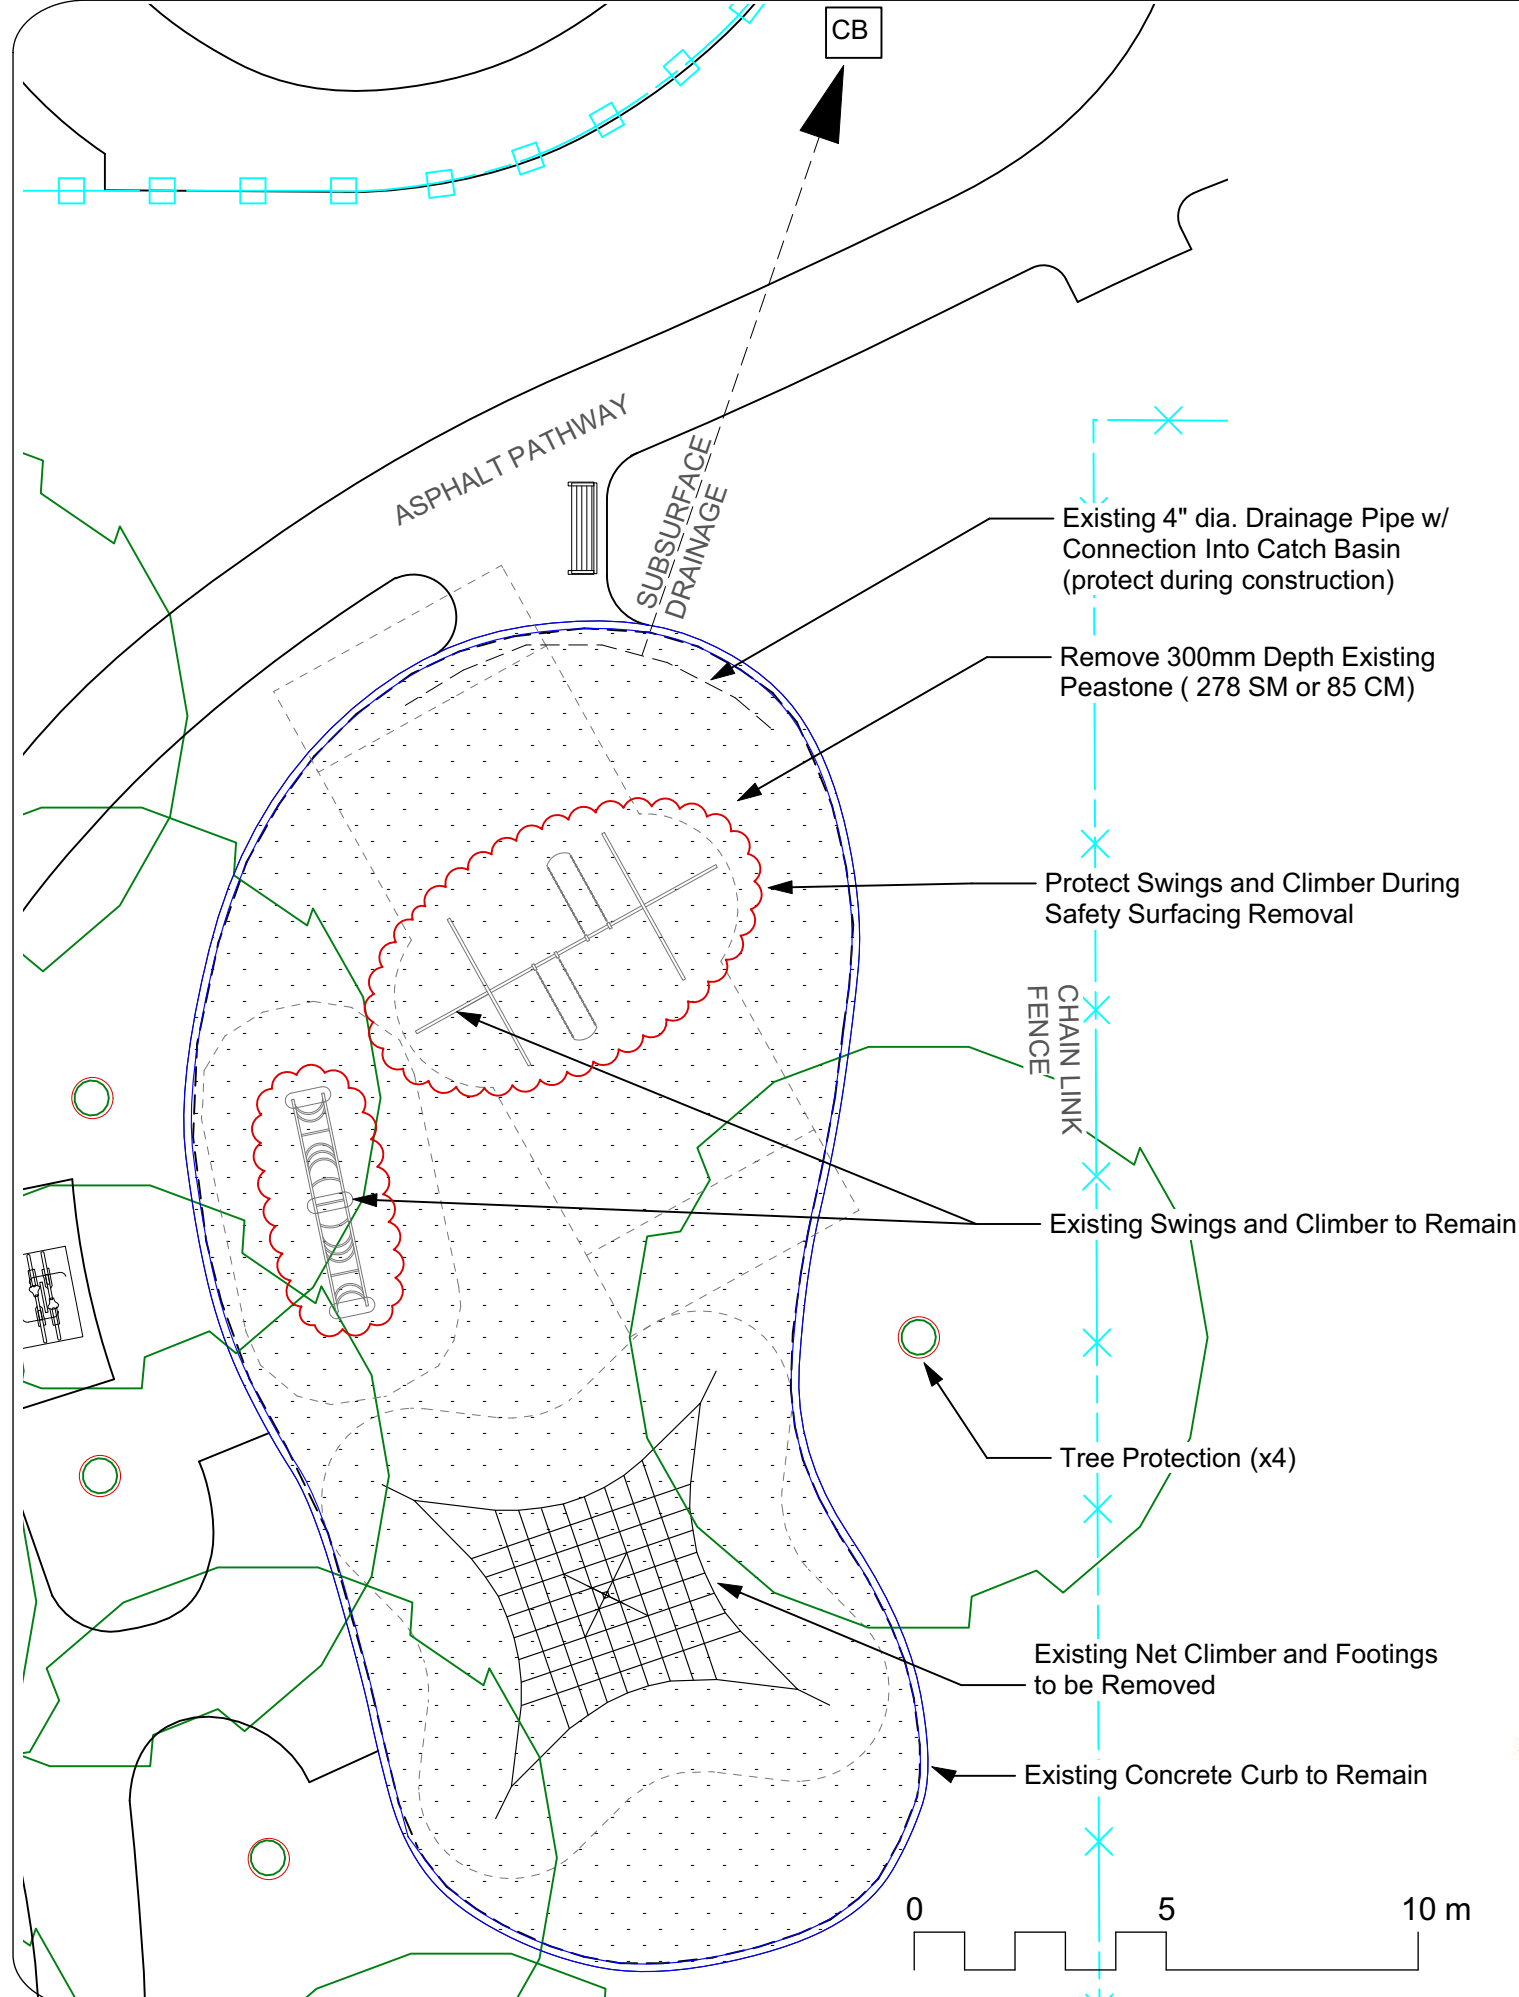 CB
ASPHALT PATHWAY
SUBSURFACE
DRAINAGE
Existing 4" dia. Drainage Pipe w/
Connection Into Catch Basin
(protect during construction)
Remove 300mm Depth Existing
Peastone ( 278 SM or 85 CM)
Protect Swings and Climber During
Safety Surfacing Removal
CHAIN LINK
FENCE
Existing Swings and Climber to Remain
Tree Protection (x4)
Existing Net Climber and Footings
to be Removed
Existing Concrete Curb to Remain
0 5 10 m